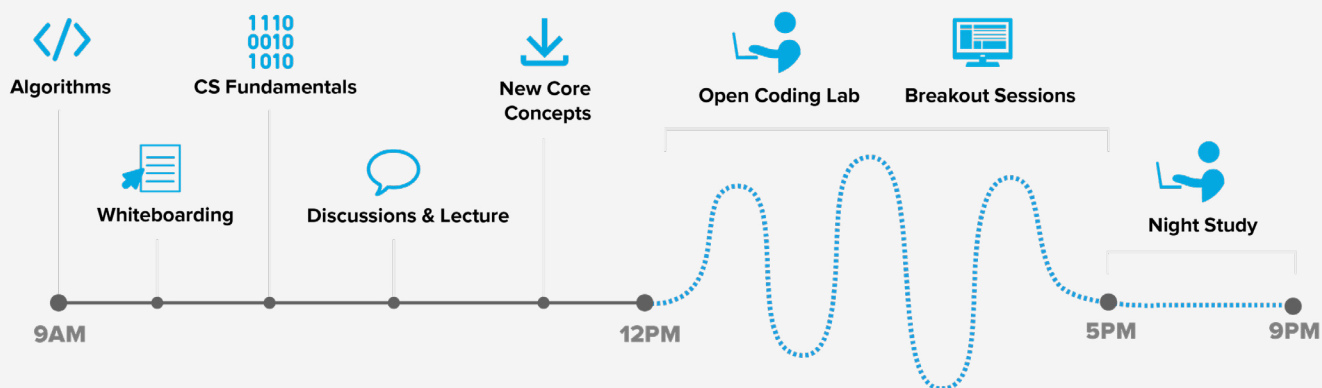 1110
0010
1010
Algorithms
CS Fundamentals
New Core
Concepts
Open Coding Lab
Breakout Sessions
Whiteboarding
Discussions & Lecture
Night Study
9AM
12PM
5PM
9PM